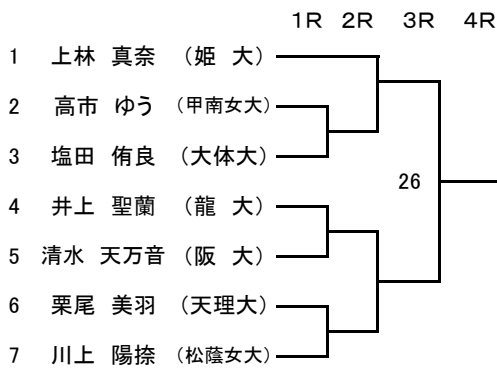 1R 2R 3R 4R
1 上林 真奈 （姫 大）
2 高市 ゆう （甲南女大）
3 塩田 侑良 （大体大）
26
4 井上 聖蘭 （龍 大）
5 清水 天万音 （阪 大）
6 栗尾 美羽 （天理大）
7 川上 陽捺 （松蔭女大）